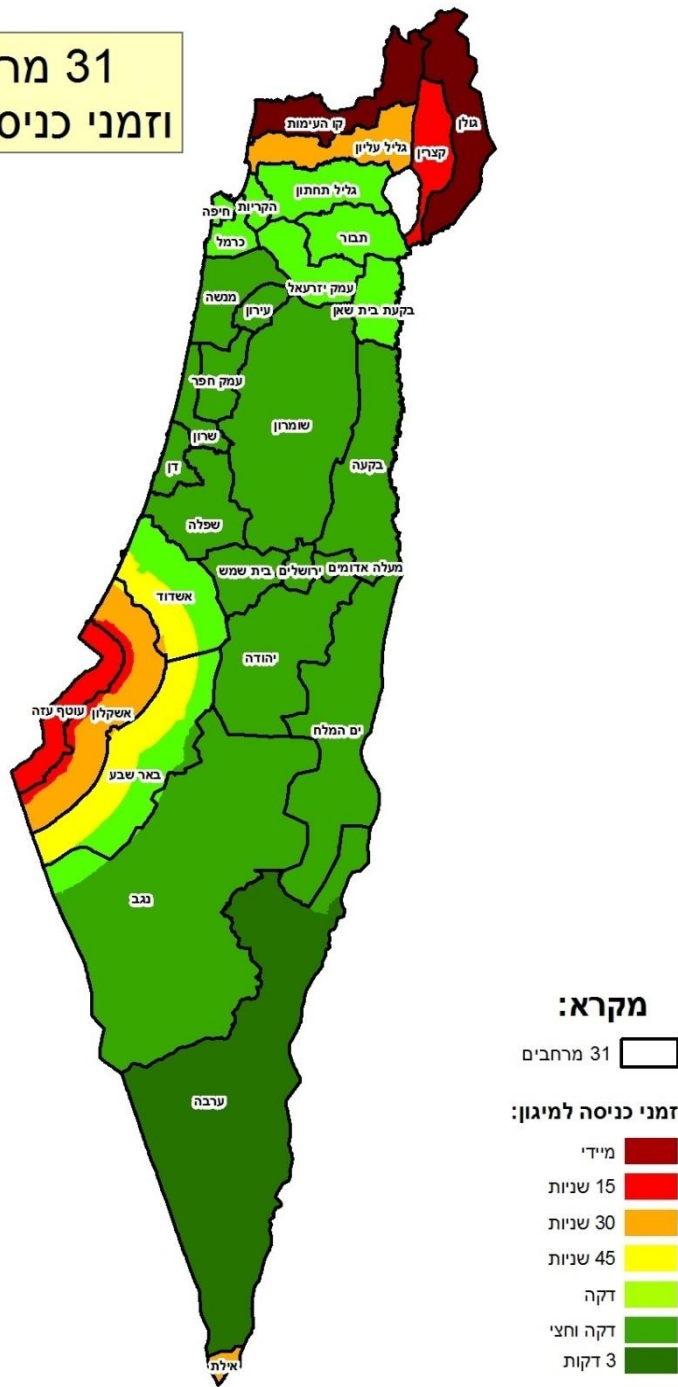 31 מר
וזמני כניס
גולן
קו העימות
קצרין
גליל עליון
גליל תחתון
הקריות
חיפה
תבור
כרמל
עמק יזרעאל
מנשה
בקעת בית שאן
עירון
עמק חפר
שומרון
שרון
בקעה
דן
שפלה
מעלה אדומים
ירושלים
בית שמש
אשדוד
יהודה
עוטף עזה
אשקלון
ים המלח
באר שבע
נגב
ערבה
אילת
מקרא:
31 מרחבים
זמני כניסה למיגון:
מיידי
15 שניות
30 שניות
45 שניות
דקה
דקה וחצי
3 דקות